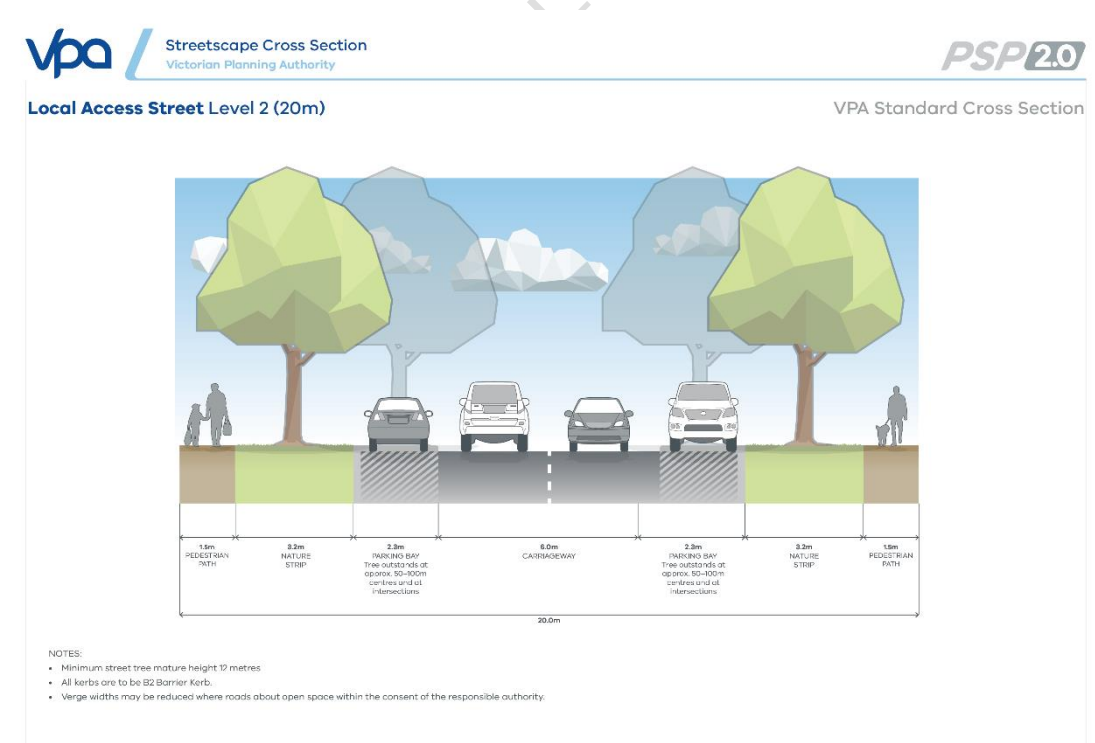 vpa
Streetscape Cross Section
Victorian Planning Authority
PSP 2.0
Local Access Street Level 2 (20m)
VPA Standard Cross Section
1.5m
PEDESTRIAN
PATH
3.2m
NATURE
STRIP
2.3m
PARKING BAY
Tree outstands at
approx. 50–100m
centres and at
intersections
6.0m
CARRIAGEWAY
2.3m
PARKING BAY
Tree outstands at
approx. 50–100m
centres and at
intersections
3.2m
NATURE
STRIP
1.5m
PEDESTRIAN
PATH
20.0m
NOTES:
• Minimum street tree mature height 12 metres
• All kerbs are to be B2 Barrier Kerb.
• Verge widths may be reduced where roads about open space within the consent of the responsible authority.